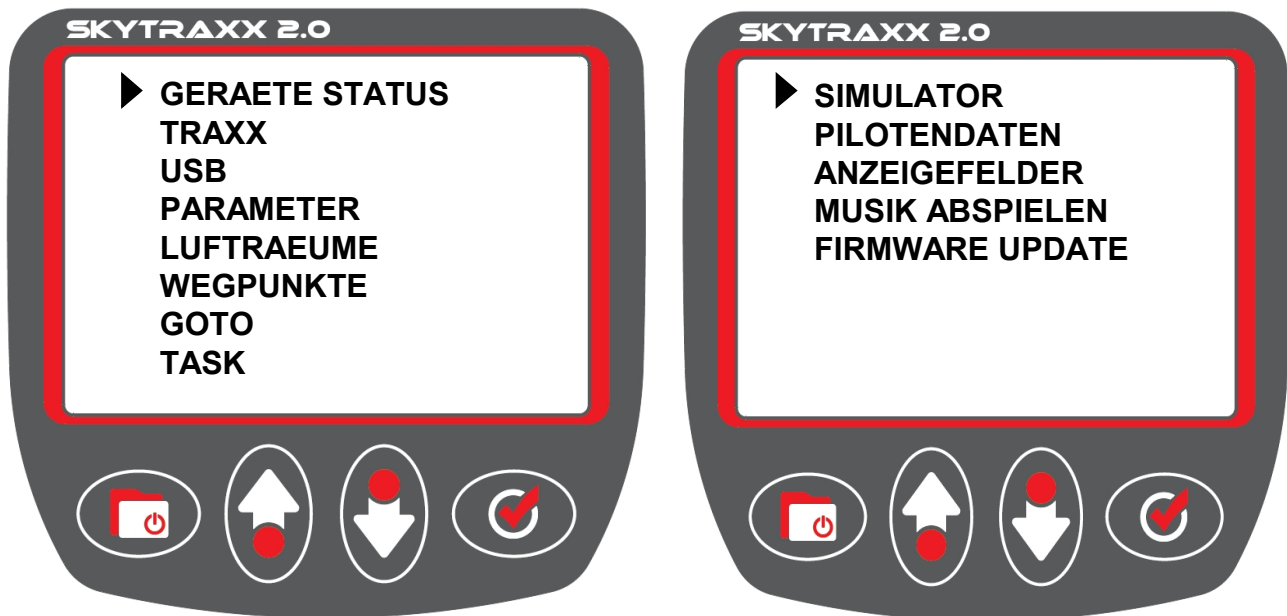 SKYTRAXX 2.0
GERAETE STATUS
TRAXX
USB
PARAMETER
LUFTRAEUME
WEGPUNKTE
GOTO
TASK
SKYTRAXX 2.0
SIMULATOR
PILOTENDATEN
ANZEIGEFELDER
MUSIK ABSPIELEN
FIRMWARE UPDATE